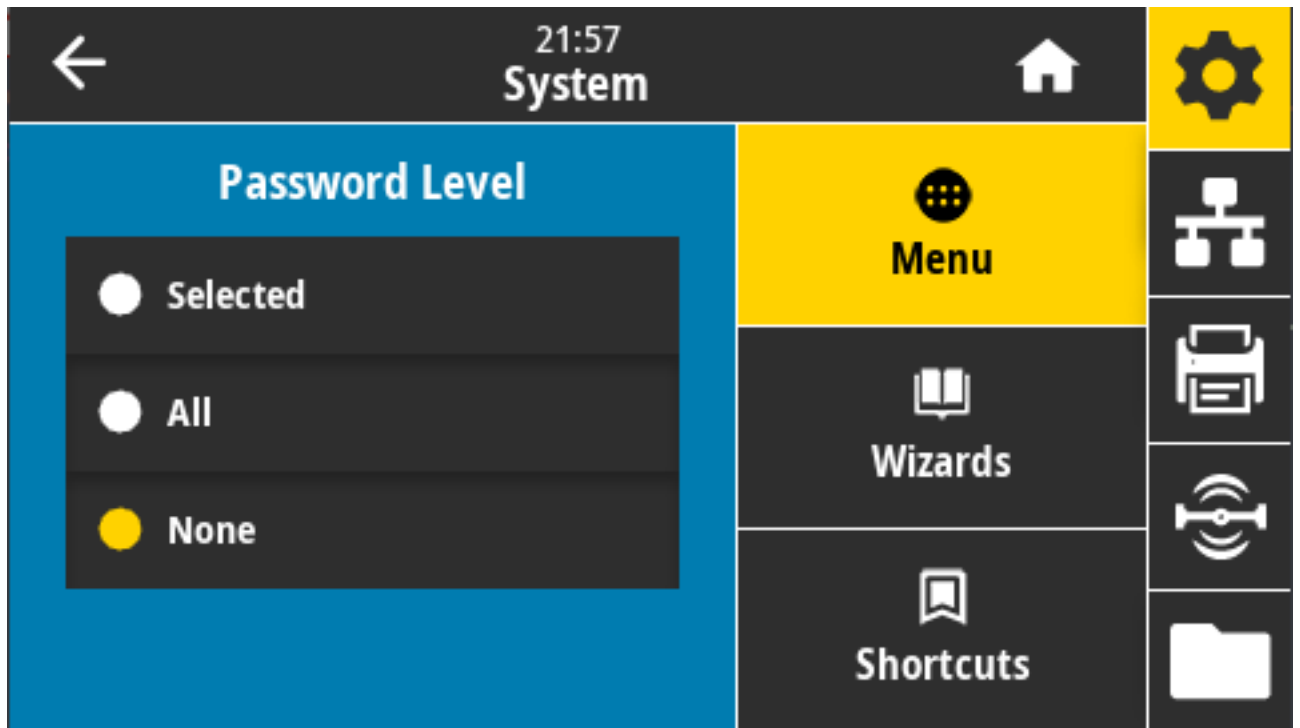 21:57
System
Password Level
Selected
All
None
Menu
Wizards
Shortcuts